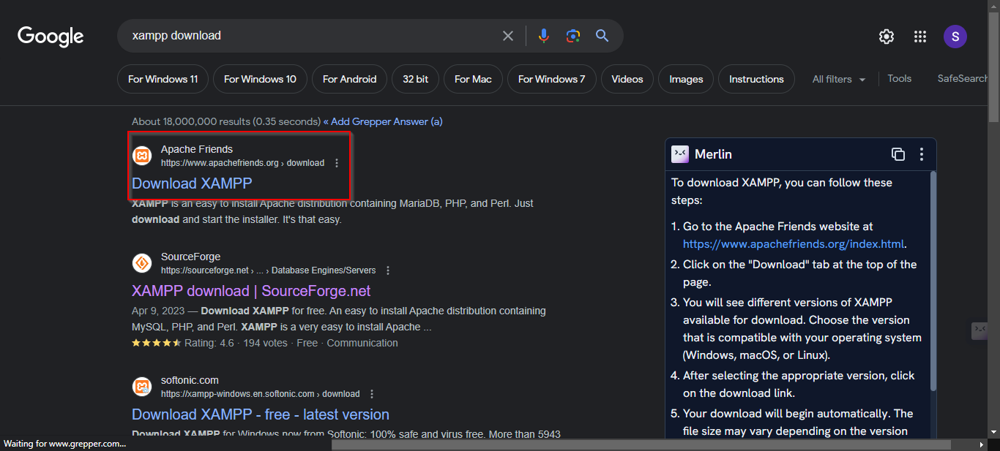 Google
xampp download
S
For Windows 11
For Windows 10
For Android
32 bit
For Mac
For Windows 7
Videos
Images
Instructions
All filters
Tools
SafeSearch
About 18,000,000 results (0.35 seconds) « Add Grepper Answer (a)
Apache Friends
https://www.apachefriends.org › download
Download XAMPP
XAMPP is an easy to install Apache distribution containing MariaDB, PHP, and Perl. Just
download and start the installer. It's that easy.
SourceForge
https://sourceforge.net › ... › Database Engines/Servers
XAMPP download | SourceForge.net
Apr 9, 2023 — Download XAMPP for free. An easy to install Apache distribution containing
MySQL, PHP, and Perl. XAMPP is a very easy to install Apache ...
Rating: 4.6 · 194 votes · Free · Communication
softonic.com
https://xampp-windows.en.softonic.com › download
Download XAMPP - free - latest version
Download XAMPP for Windows now from Softonic: 100% safe and virus free. More than 5943
Merlin
To download XAMPP, you can follow these
steps:
1. Go to the Apache Friends website at
https://www.apachefriends.org/index.html.
2. Click on the "Download" tab at the top of the
page.
3. You will see different versions of XAMPP
available for download. Choose the version
that is compatible with your operating system
(Windows, macOS, or Linux).
4. After selecting the appropriate version, click
on the download link.
5. Your download will begin automatically. The
file size may vary depending on the version
Waiting for www.grepper.com...